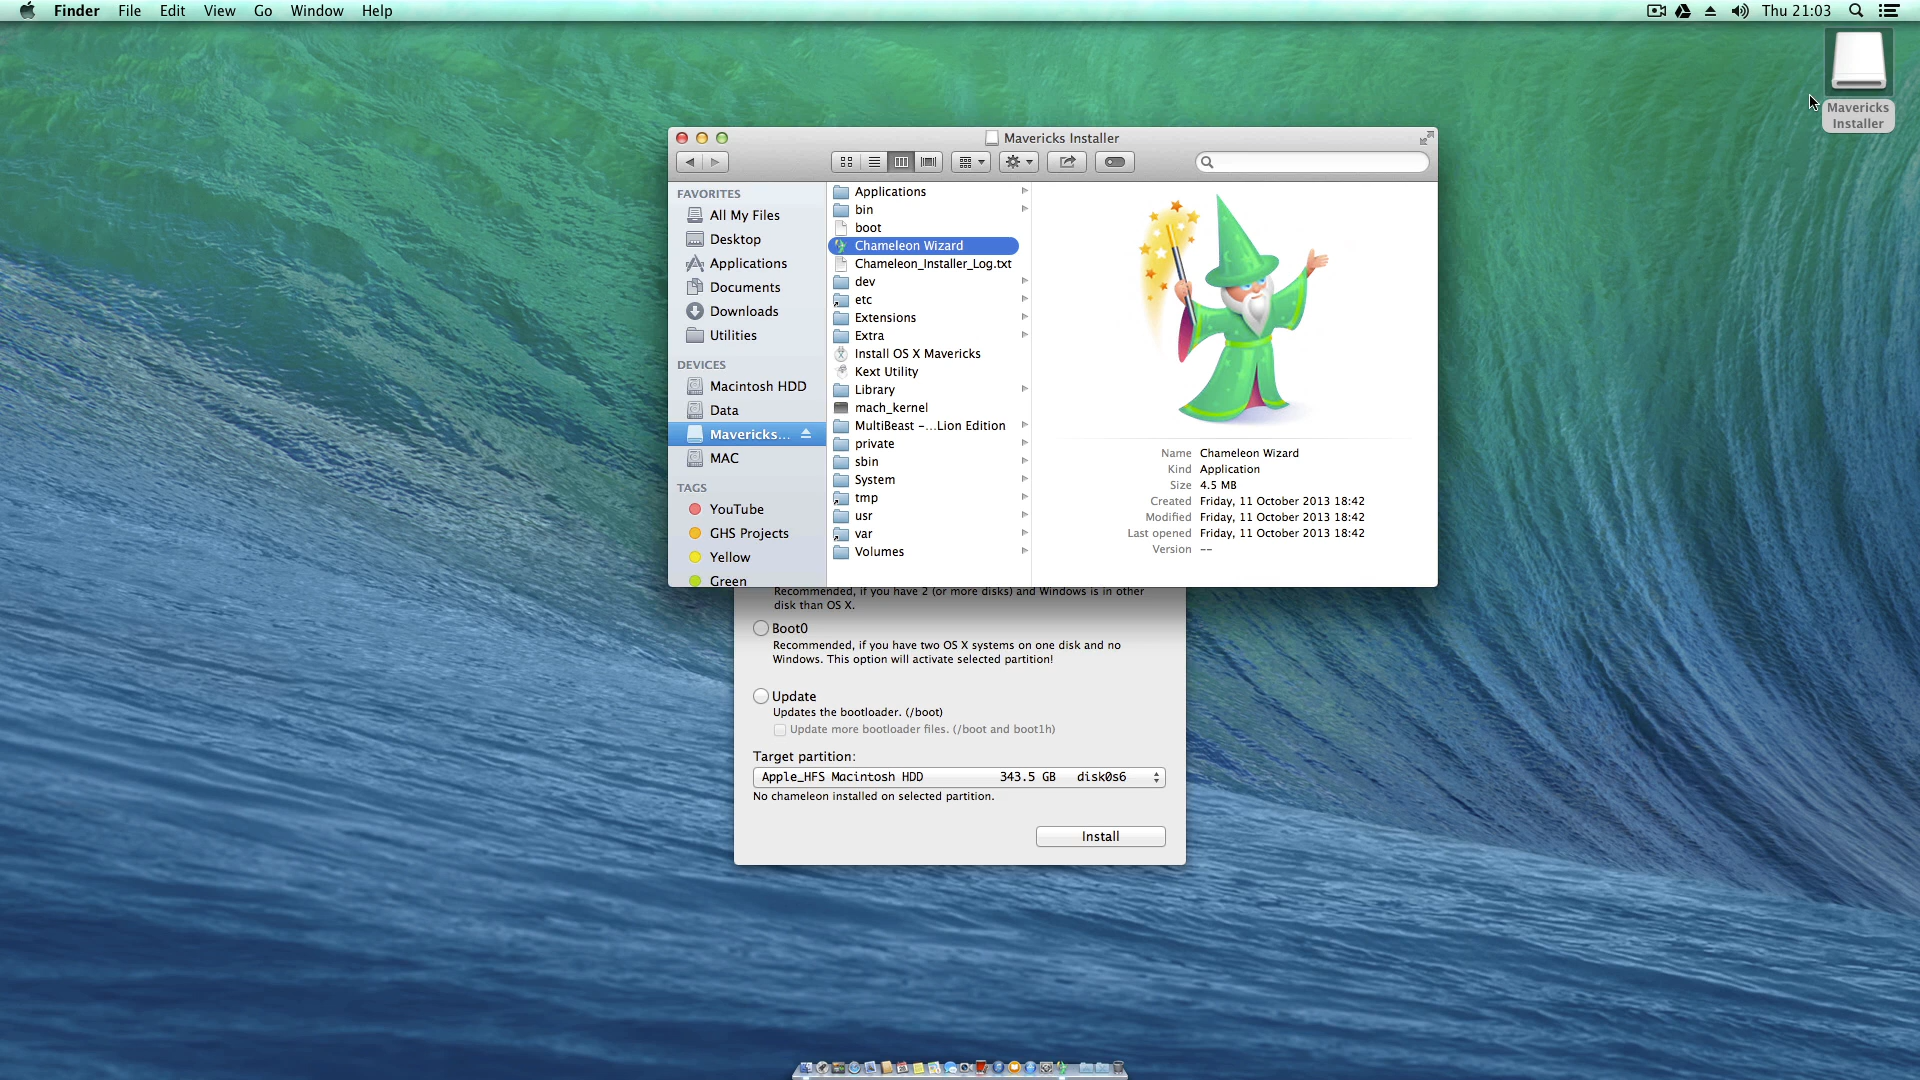 Finder File Edit View Go Window Help
Thu 21:03
Mavericks
Installer
Mavericks Installer
FAVORITES
All My Files
Desktop
Applications
Documents
Downloads
Utilities
DEVICES
Macintosh HDD
Data
Mavericks...
MAC
TAGS
YouTube
GHS Projects
Yellow
Green
Applications
bin
boot
Chameleon Wizard
Chameleon_Installer_Log.txt
dev
etc
Extensions
Extra
Install OS X Mavericks
Kext Utility
Library
mach_kernel
MultiBeast -...Lion Edition
private
sbin
System
tmp
usr
var
Volumes
Name Chameleon Wizard
Kind Application
Size 4.5 MB
Created Friday, 11 October 2013 18:42
Modified Friday, 11 October 2013 18:42
Last opened Friday, 11 October 2013 18:42
Version --
Recommended, if you have 2 (or more disks) and Windows is in other
disk than OS X.
Boot0
Recommended, if you have two OS X systems on one disk and no
Windows. This option will activate selected partition!
Update
Updates the bootloader. (/boot)
Update more bootloader files. (/boot and boot1h)
Target partition:
Apple_HFS Macintosh HDD 343.5 GB disk0s6
No chameleon installed on selected partition.
Install